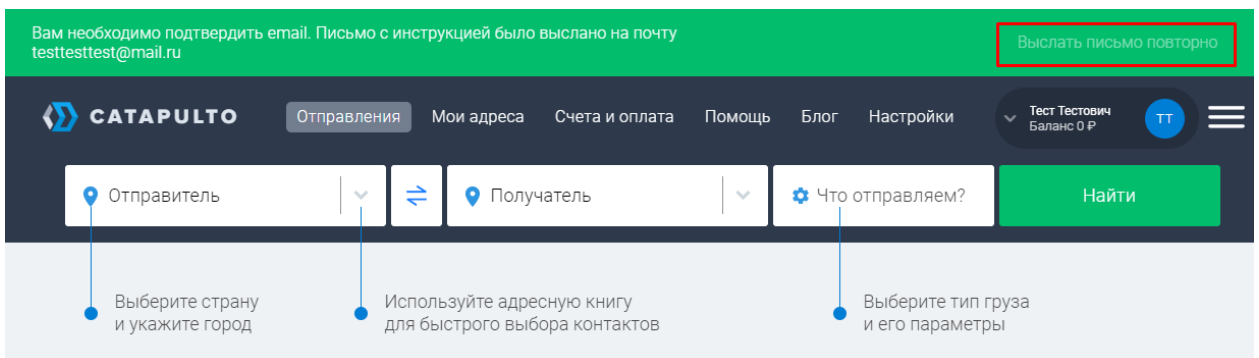 Вам необходимо подтвердить email. Письмо с инструкцией было выслано на почту
testtesttest@mail.ru
Выслать письмо повторно
CATAPULTO
Отправления
Мои адреса
Счета и оплата
Помощь
Блог
Настройки
Тест Тестович
Баланс 0 ₽
ТТ
Отправитель
Получатель
Что отправляем?
Найти
Выберите страну
и укажите город
Используйте адресную книгу
для быстрого выбора контактов
Выберите тип груза
и его параметры